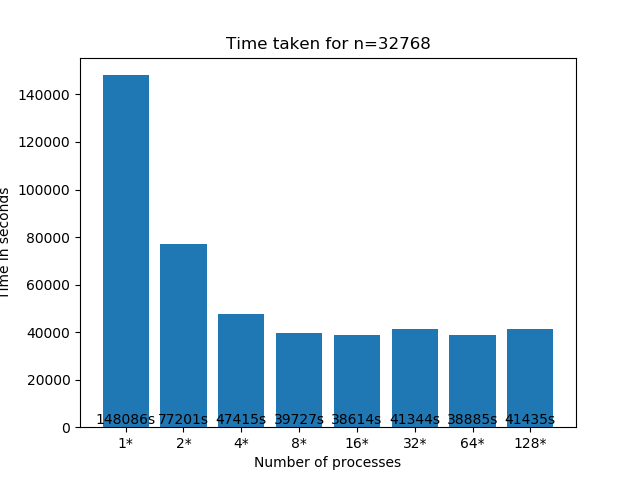 Time taken for n=32768
Time in seconds
140000
120000
100000
80000
60000
40000
20000
0
148086s 77201s 47415s 39727s 38614s 41344s 38885s 41435s
1* 2* 4* 8* 16* 32* 64* 128*
Number of processes